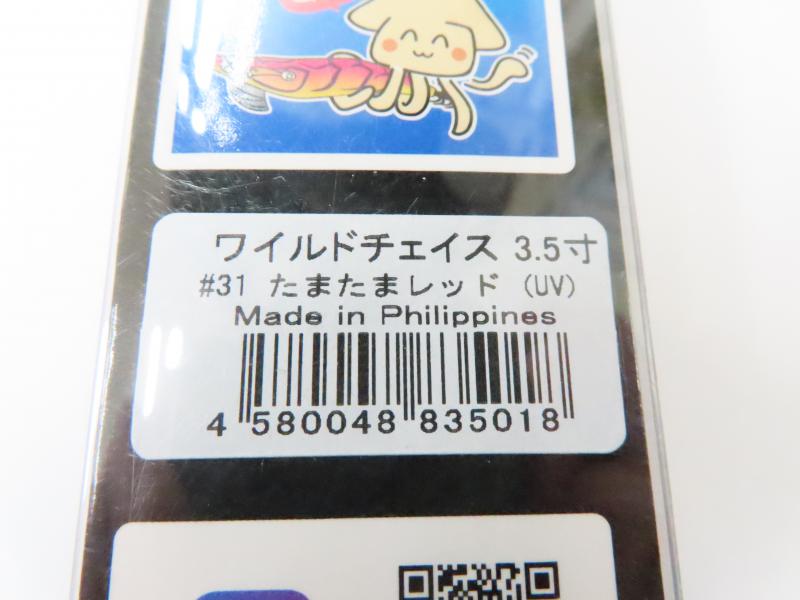 ワイルドチェイス 3.5寸
#31 たまたまレッド (UV)
Made in Philippines
4 580048 835018